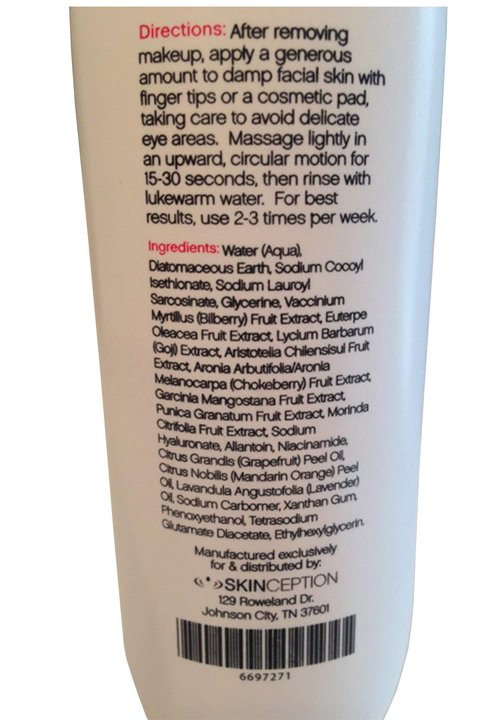 Directions: After removing
makeup, apply a generous
amount to damp facial skin with
finger tips or a cosmetic pad,
taking care to avoid delicate
eye areas. Massage lightly in
an upward, circular motion for
15-30 seconds, then rinse with
lukewarm water. For best
results, use 2-3 times per week.
Ingredients: Water (Aqua),
Diatomaceous Earth, Sodium Cocoyl
Isethionate, Sodium Lauroyl
Sarcosinate, Glycerine, Vaccinium
Myrtillus (Bilberry) Fruit Extract, Euterpe
Oleacea Fruit Extract, Lycium Barbarum
(Goji) Extract, Aristotelia Chilensisul Fruit
Extract, Aronia Arbutifolia/Aronia
Melanocarpa (Chokeberry) Fruit Extract,
Garcinia Mangostana Fruit Extract,
Punica Granatum Fruit Extract, Morinda
Citrifolia Fruit Extract, Sodium
Hyaluronate, Allantoin, Niacinamide,
Citrus Grandis (Grapefruit) Peel Oil,
Citrus Nobilis (Mandarin Orange) Peel
Oil, Lavandula Angustofolia (Lavender)
Oil, Sodium Carbomer, Xanthan Gum,
Phenoxyethanol, Tetrasodium
Glutamate Diacetate, Ethylhexylglycerin.
Manufactured exclusively
for & distributed by:
SKINCEPTION
129 Roweland Dr.
Johnson City, TN 37601
6697271